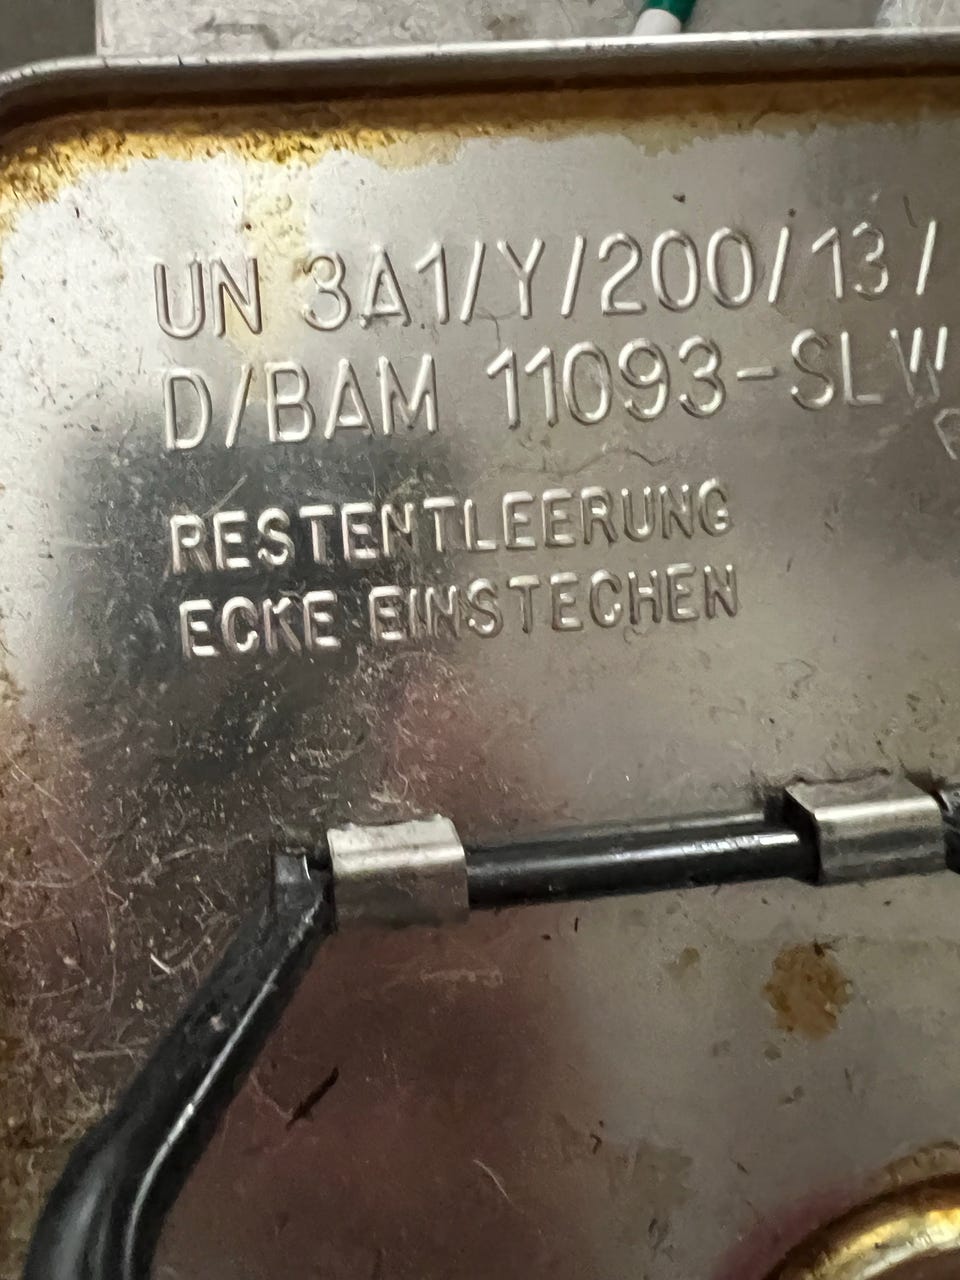 UN 3A1/Y/200/13/
D/BAM 11093-SLW
RESTENTLEERUNG
ECKE EINSTECHEN